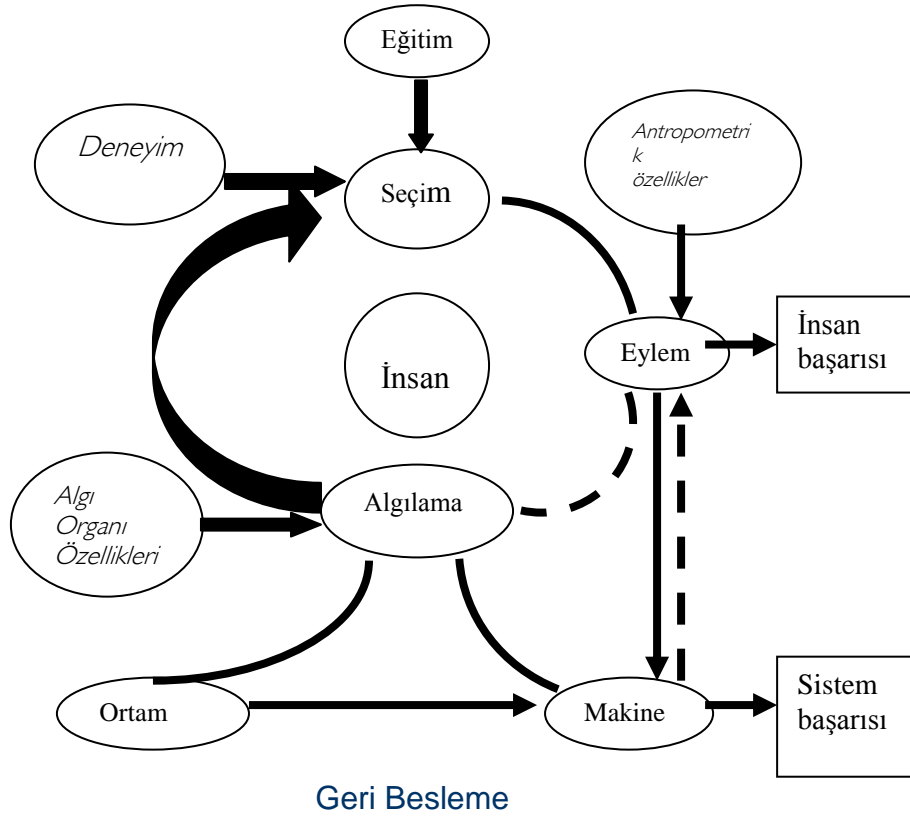 Eğitim
Deneyim
Antropometri
k
özellikler
Seçim
İnsan
Eylem
İnsan
başarısı
Algı
Organı
Özellikleri
Algılama
Ortam
Makine
Sistem
başarısı
Geri Besleme